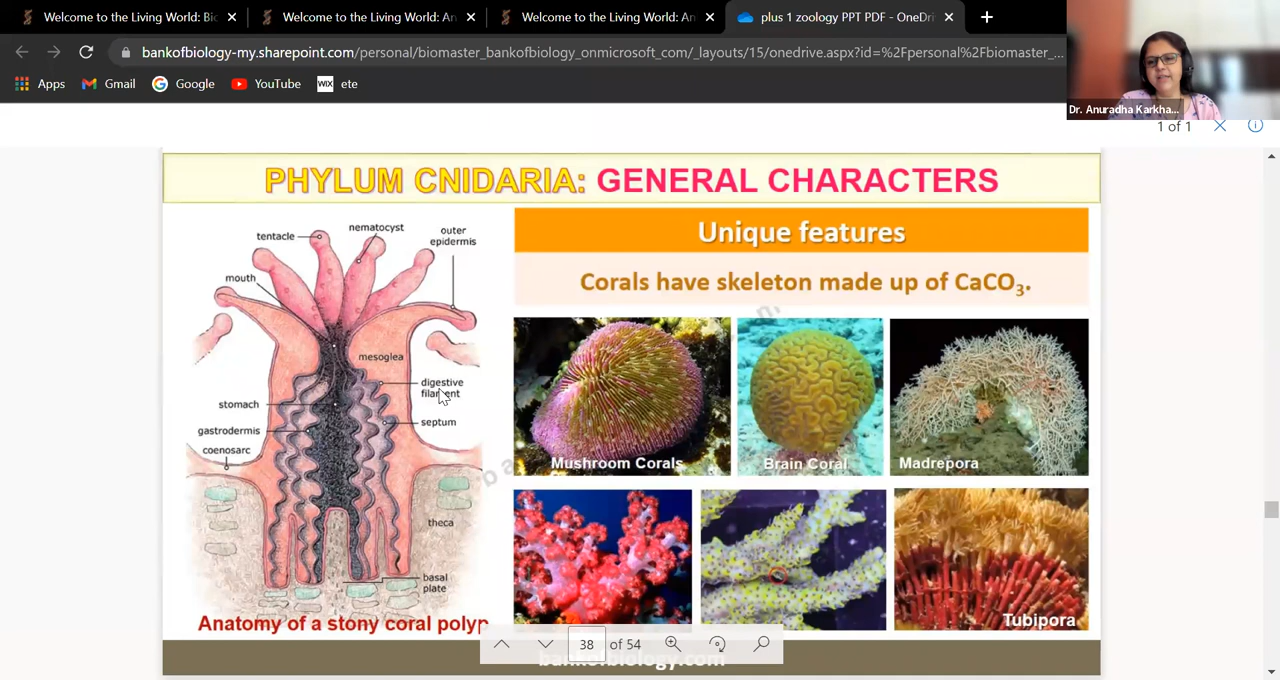 Welcome to the Living World: Bio
Welcome to the Living World: An
Welcome to the Living World: An
plus 1 zoology PPT PDF - OneDri
bankofbiology-my.sharepoint.com/personal/biomaster_bankofbiology_onmicrosoft_com/_layouts/15/onedrive.aspx?id=%2Fpersonal%2Fbiomaster_...
Apps
Gmail
Google
YouTube
WIX
ete
Dr. Anuradha Karkha...
1 of 1
PHYLUM CNIDARIA: GENERAL CHARACTERS
tentacle
nematocyst
outer
epidermis
mouth
mesoglea
digestive
filament
stomach
septum
gastrodermis
coenosarc
theca
basal
plate
Anatomy of a stony coral polyp
Unique features
Corals have skeleton made up of CaCO₃.
Mushroom Corals
Brain Coral
Madrepora
Tubipora
38 of 54
bankofbiology.com